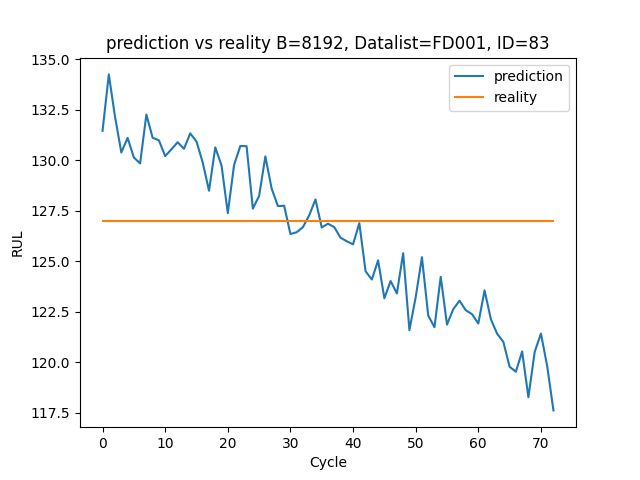 prediction vs reality B=8192, Datalist=FD001, ID=83
135.0
132.5
130.0
127.5
125.0
122.5
120.0
117.5
RUL
prediction
reality
0 10 20 30 40 50 60 70
Cycle